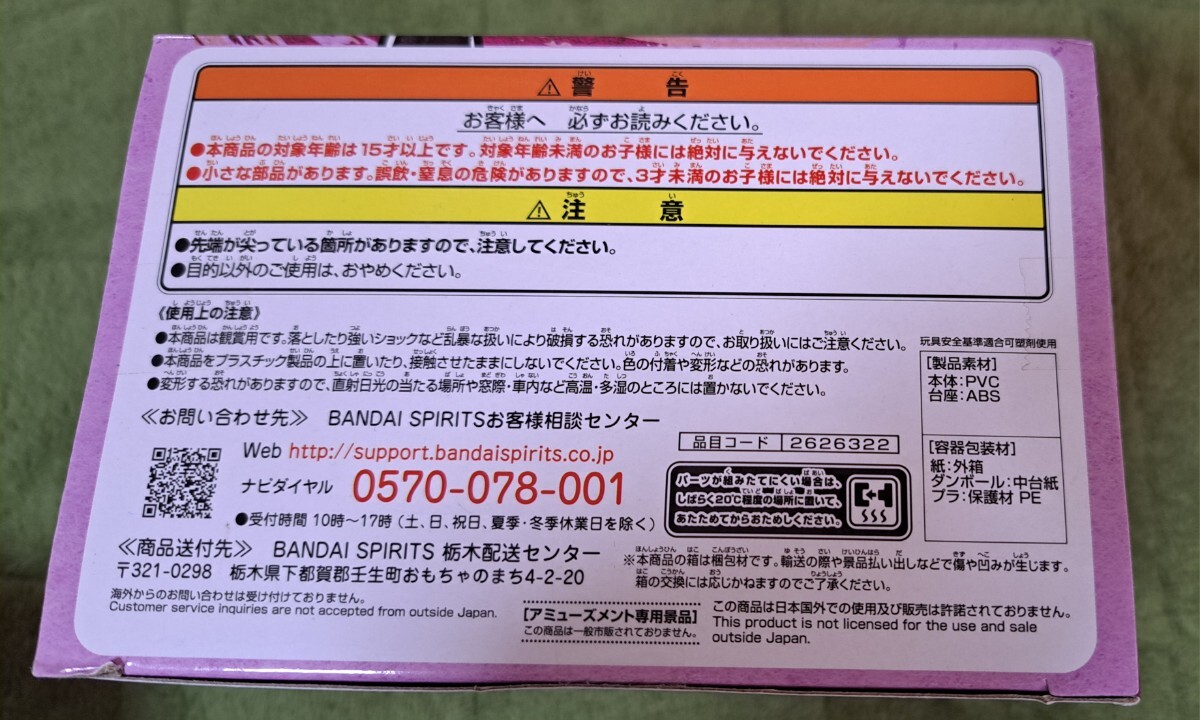 ⚠警告
お客様へ 必ずお読みください。
●本商品の対象年齢は15才以上です。対象年齢未満のお子様には絶対に与えないでください。
●小さな部品があります。誤飲・窒息の危険がありますので、3才未満のお子様には絶対に与えないでください。
⚠注意
●先端が尖っている箇所がありますので、注意してください。
●目的以外のご使用は、おやめください。
《使用上の注意》
●本商品は観賞用です。落としたり強いショックなど乱暴な扱いにより破損する恐れがありますので、お取り扱いにはご注意ください。
●本商品をプラスチック製品の上に置いたり、接触させたままにしないでください。色の付着や変形などの恐れがあります。
●変形する恐れがありますので、直射日光の当たる場所や窓際・車内など高温・多湿のところには置かないでください。
≪お問い合わせ先≫ BANDAI SPIRITSお客様相談センター
Web http://support.bandaispirits.co.jp
ナビダイヤル 0570-078-001
●受付時間 10時〜17時(土、日、祝日、夏季・冬季休業日を除く)
≪商品送付先≫ BANDAI SPIRITS 栃木配送センター
〒321-0298 栃木県下都賀郡壬生町おもちゃのまち4-2-20
海外からのお問い合わせは受け付けておりません。
Customer service inquiries are not accepted from outside Japan.
品目コード 2626322
パーツが組みたてにくい場合は、
しばらく20℃程度の場所に置いて、
あたためてからおためしください。
玩具安全基準適合可塑剤使用
[製品素材]
本体:PVC
台座:ABS
[容器包装材]
紙:外箱
ダンボール:中台紙
プラ:保護材 PE
※本商品の箱は梱包材です。輸送の際や景品払い出しなどで傷や凹みが生じます。
箱の交換には応じかねますのでご了承ください。
[アミューズメント専用景品]
この商品は一般市販されておりません。
この商品は日本国外での使用及び販売は許諾されておりません。
This product is not licensed for the use and sale
outside Japan.